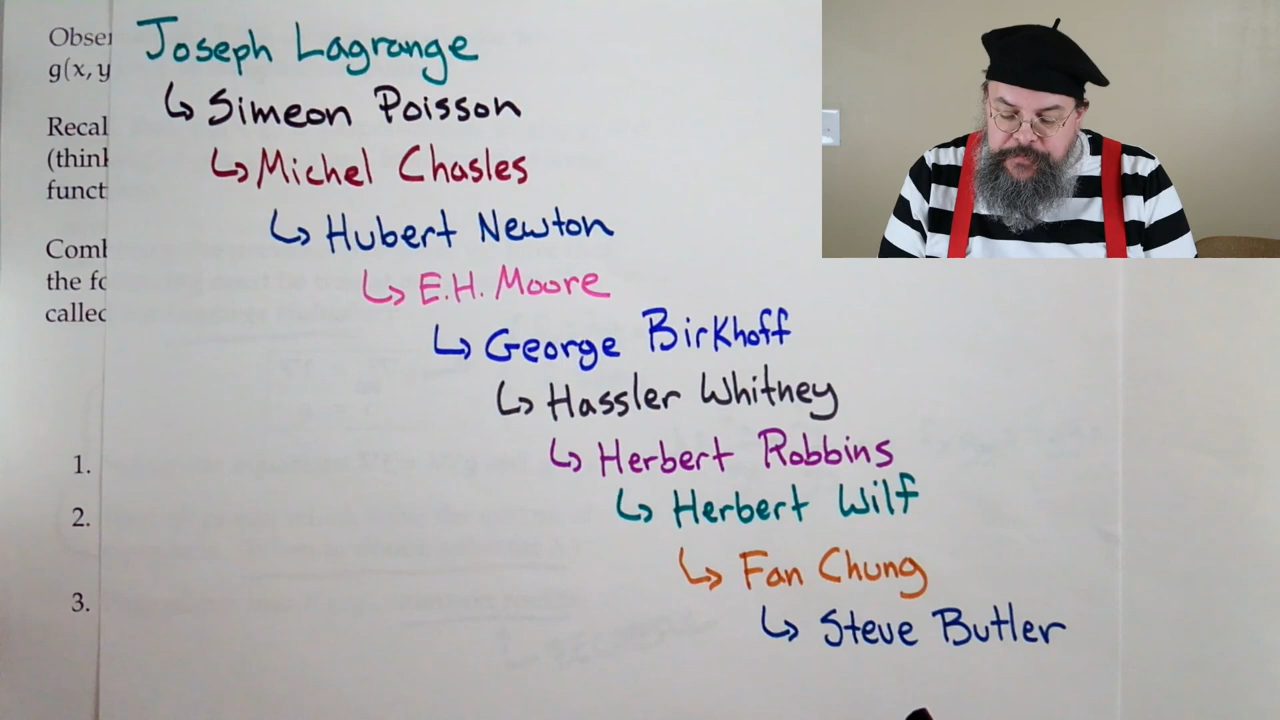 Obser
g(x, y
Joseph Lagrange
↳ Simeon Poisson
Recal
(think
↳ Michel Chasles
funct
↳ Hubert Newton
Comb
the fo
↳ E.H. Moore
called
↳ George Birkhoff
↳ Hassler Whitney
1.
↳ Herbert Robbins
2.
↳ Herbert Wilf
↳ Fan Chung
3.
↳ Steve Butler